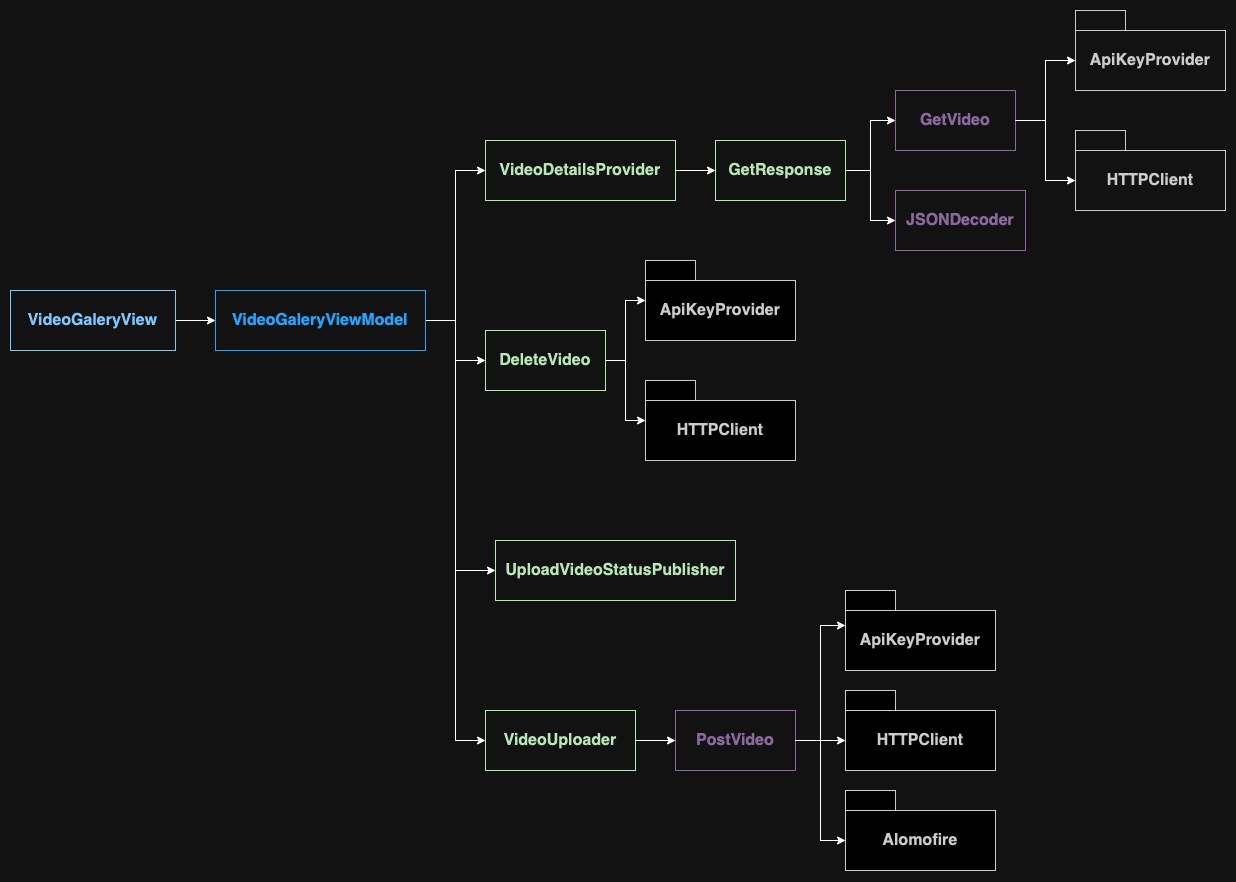 ApiKeyProvider
GetVideo
VideoDetailsProvider
GetResponse
HTTPClient
JSONDecoder
VideoGaleryView
VideoGaleryViewModel
ApiKeyProvider
DeleteVideo
HTTPClient
UploadVideoStatusPublisher
ApiKeyProvider
VideoUploader
PostVideo
HTTPClient
Alomofire